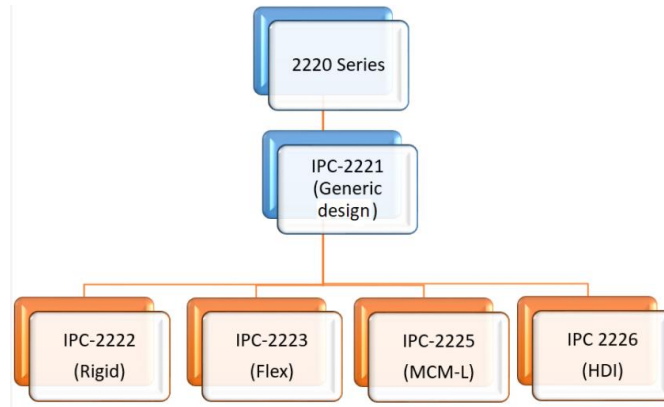 2220 Series
IPC-2221
(Generic
design)
IPC-2222
(Rigid)
IPC-2223
(Flex)
IPC-2225
(MCM-L)
IPC 2226
(HDI)